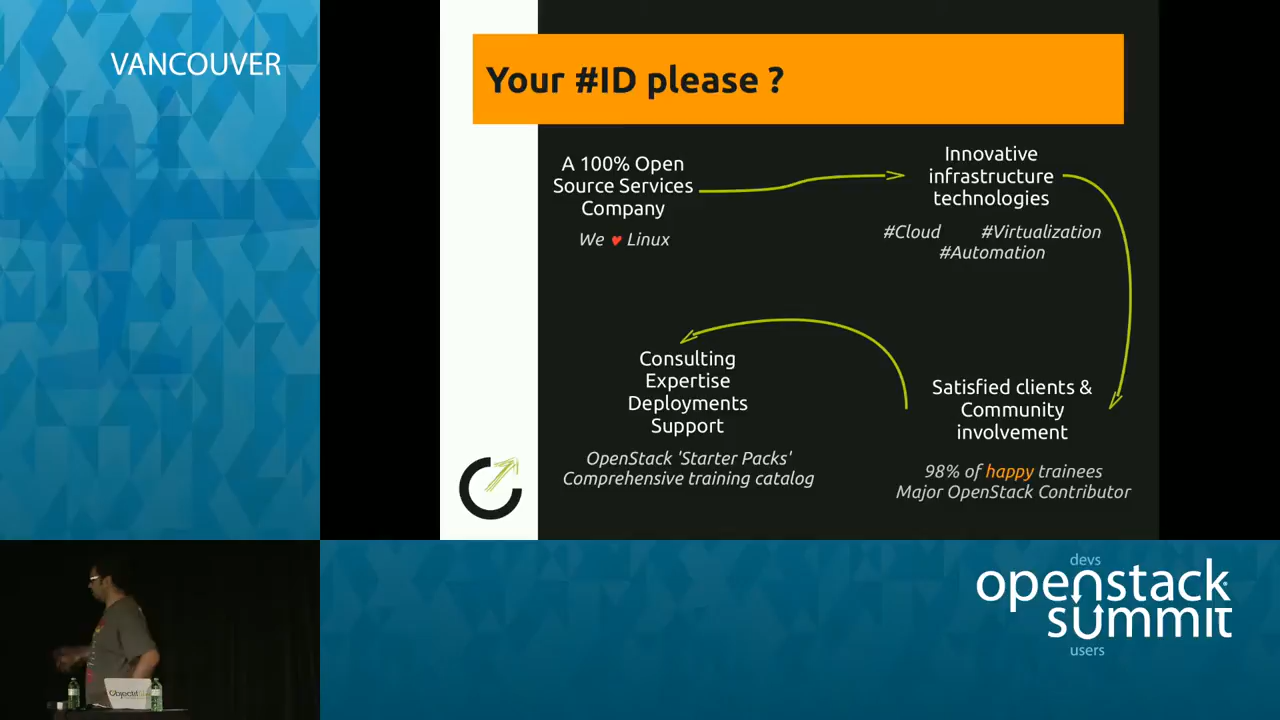 VANCOUVER
Your #ID please ?
A 100% Open
Source Services
Company
We ♥ Linux
Innovative
infrastructure
technologies
#Cloud #Virtualization
#Automation
Consulting
Expertise
Deployments
Support
OpenStack 'Starter Packs'
Comprehensive training catalog
Satisfied clients &
Community
involvement
98% of happy trainees
Major OpenStack Contributor
devs
openstack
summit
users